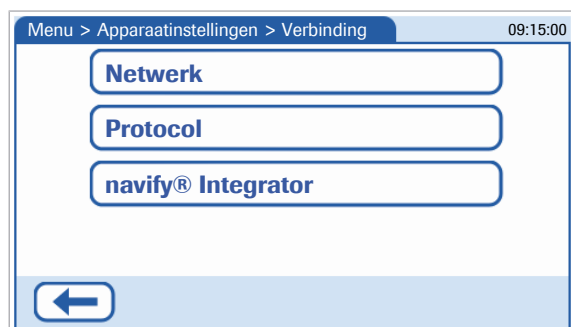 Menu > Apparaatinstellingen > Verbinding 09:15:00
Netwerk
Protocol
navify® Integrator